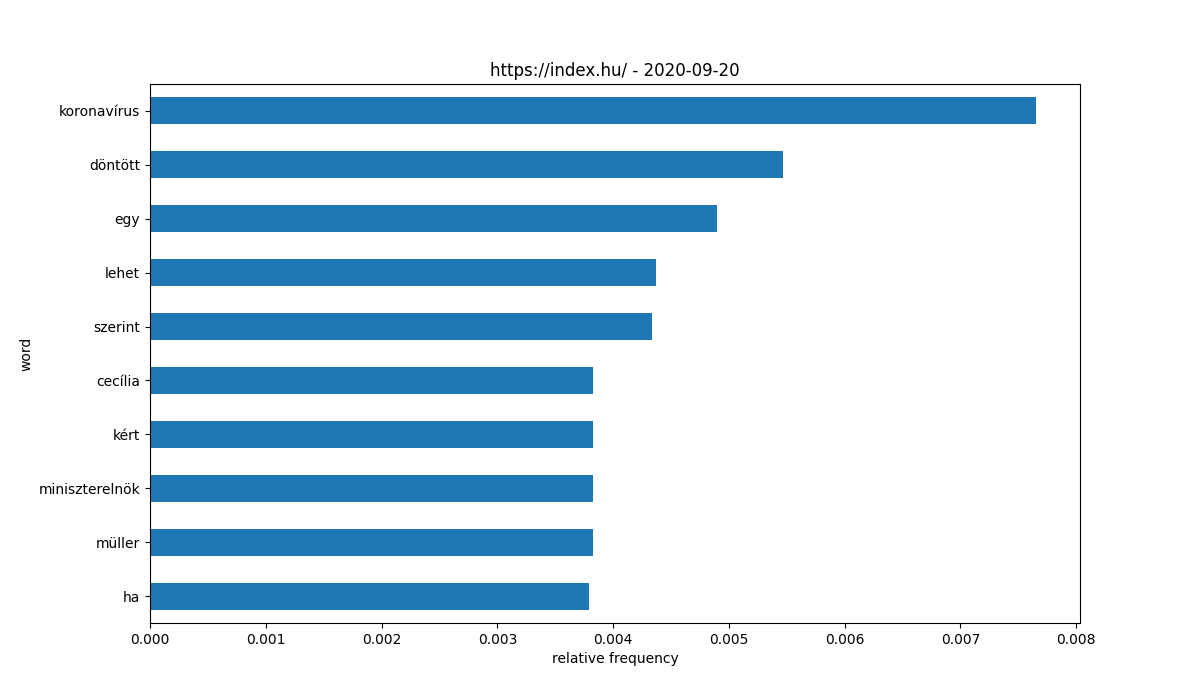 https://index.hu/ - 2020-09-20
koronavírus
döntött
egy
lehet
szerint
cecília
kért
miniszterelnök
müller
ha
word
0.000 0.001 0.002 0.003 0.004 0.005 0.006 0.007 0.008
relative frequency